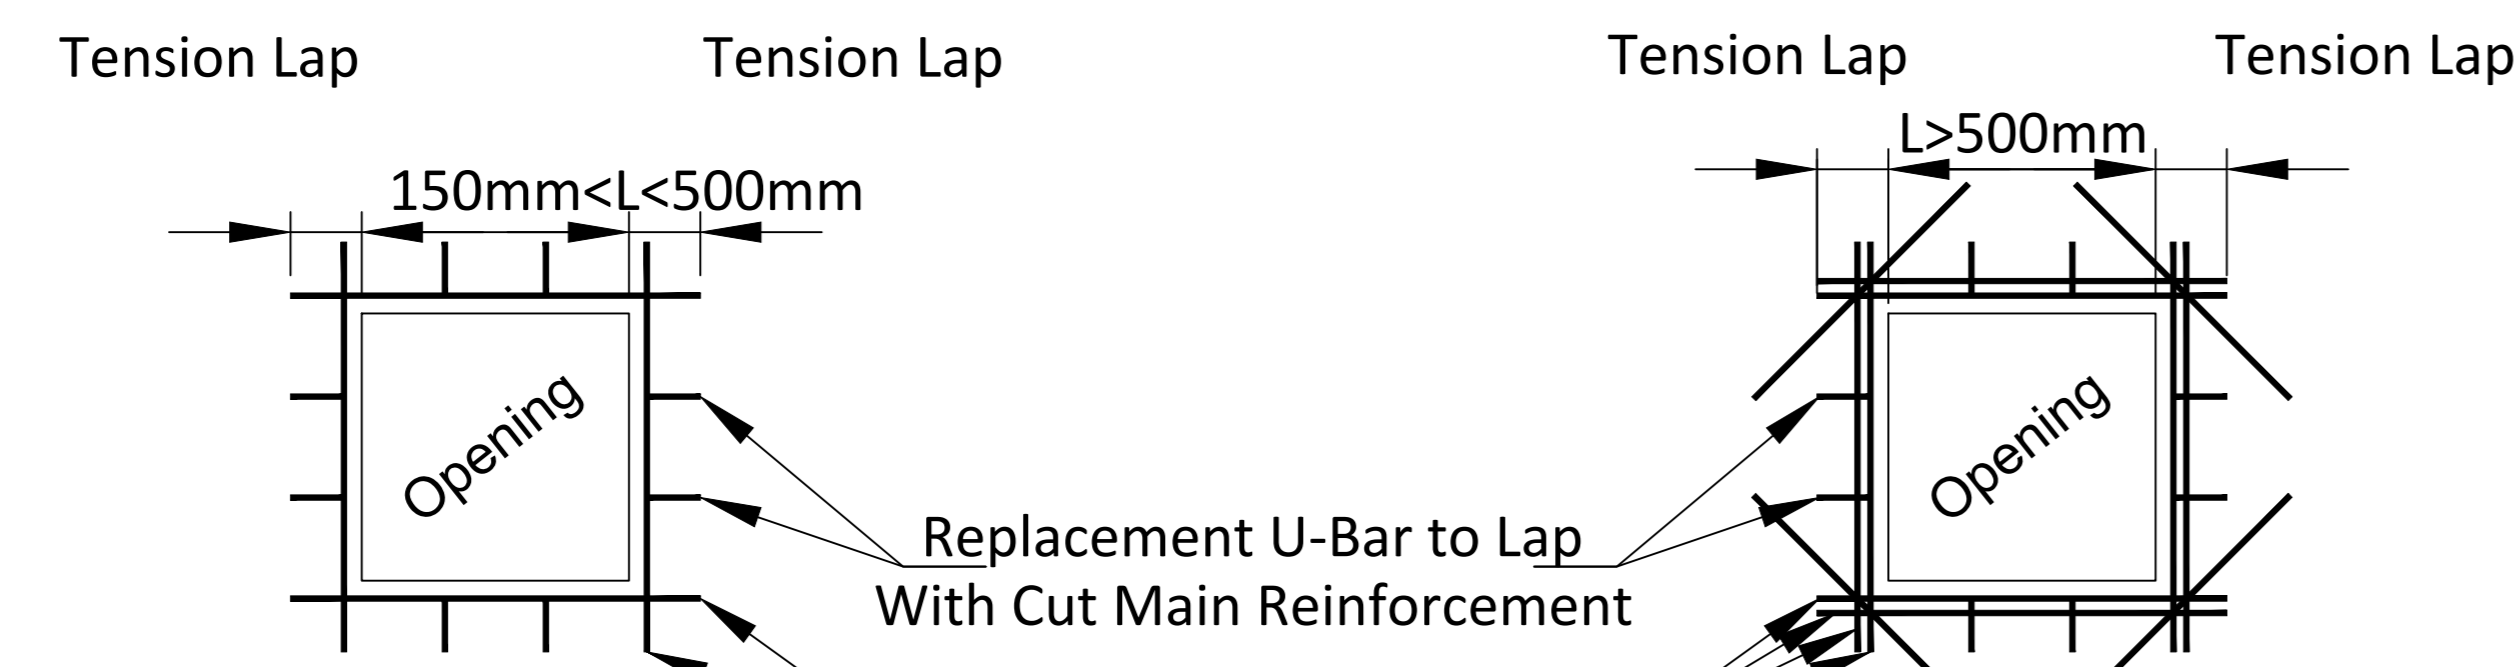 Tension Lap
Tension Lap
Tension Lap
Tension Lap
150mm<L<500mm
L>500mm
Opening
Opening
Replacement U-Bar to Lap
With Cut Main Reinforcement